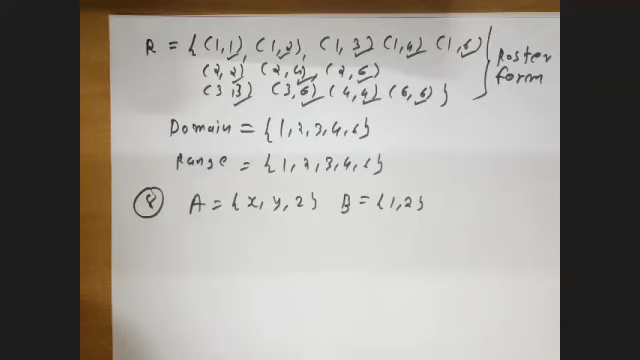 R = { (1,1), (1,2), (1,3) (1,4) (1,6)
(2,2) (2,4), (2,6)
(3,3) (3,6) (4,4) (6,6) }
Roster form
Domain = {1,2,3,4,6}
Range = {1,2,3,4,6}
8 A = {x, y, z} B = {1,2}